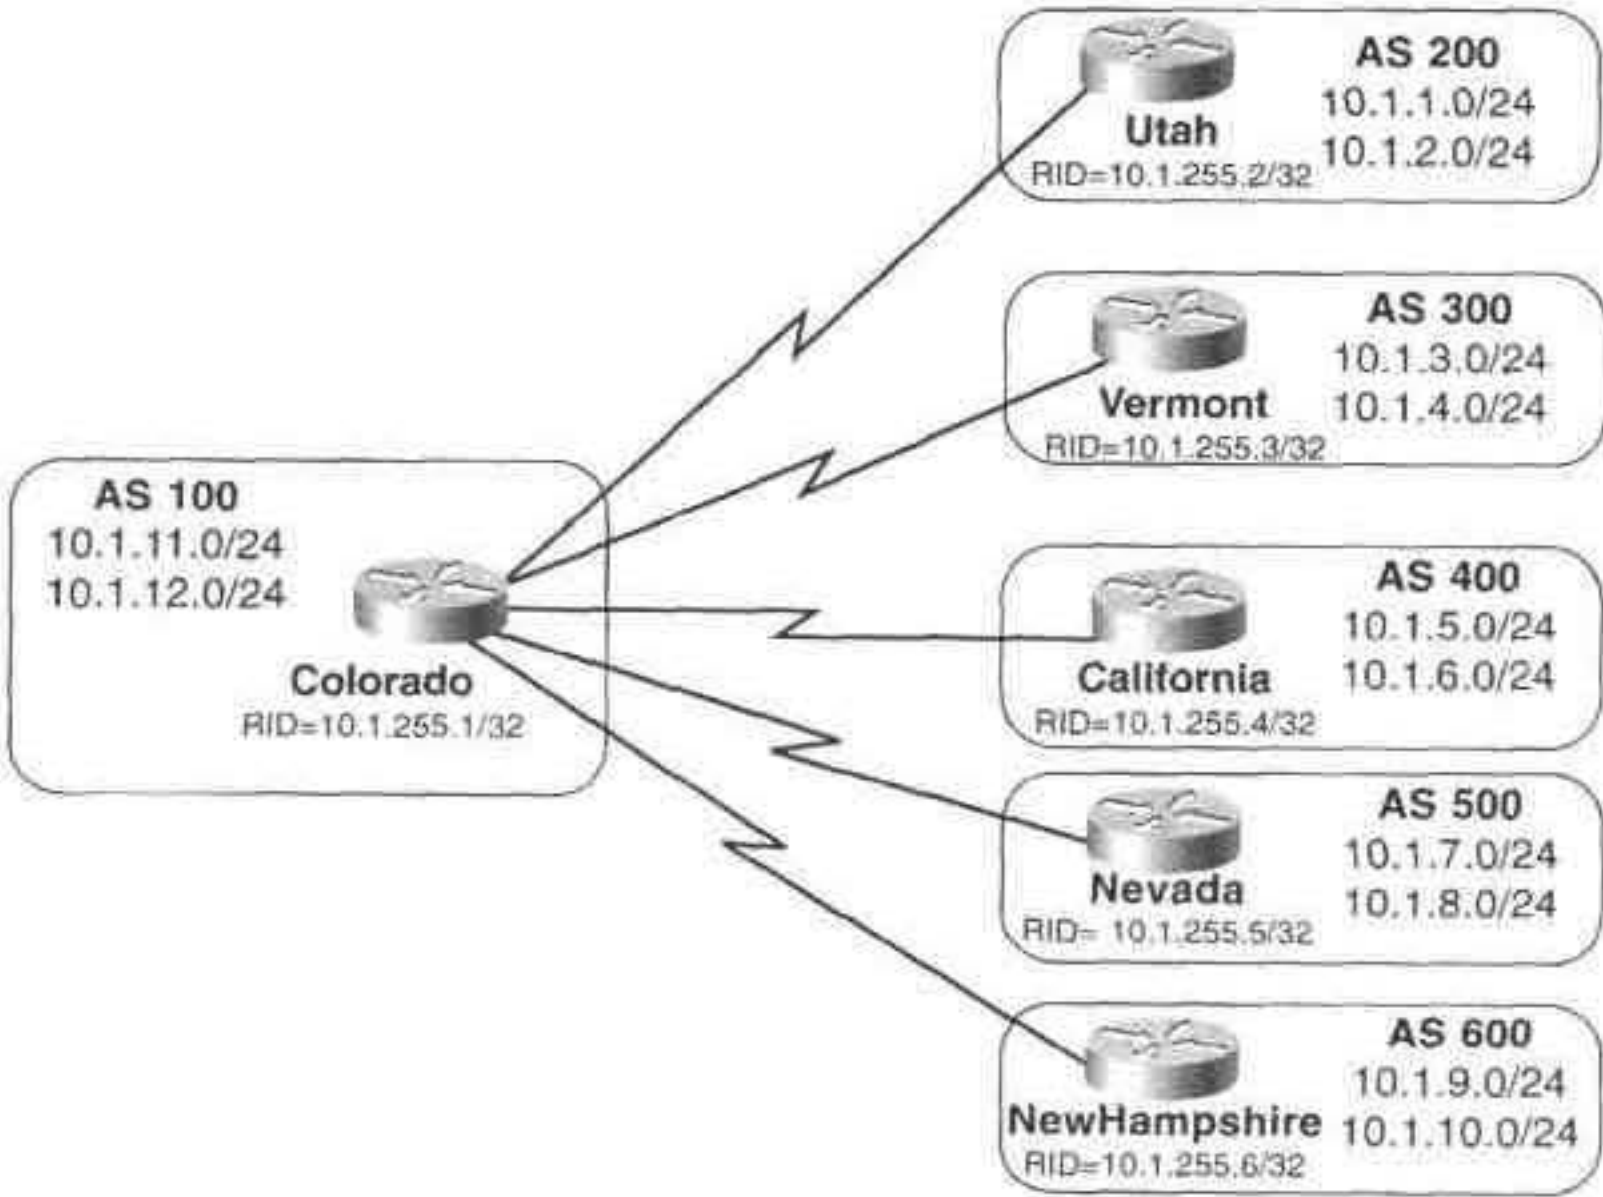 AS 200
10.1.1.0/24
Utah
10.1.2.0/24
RID=10.1.255.2/32
AS 300
10.1.3.0/24
Vermont
10.1.4.0/24
RID=10.1.255.3/32
AS 100
10.1.11.0/24
10.1.12.0/24
Colorado
RID=10.1.255.1/32
AS 400
10.1.5.0/24
California
10.1.6.0/24
RID=10.1.255.4/32
AS 500
10.1.7.0/24
Nevada
10.1.8.0/24
RID= 10.1.255.5/32
AS 600
10.1.9.0/24
NewHampshire
10.1.10.0/24
RID=10.1.255.6/32